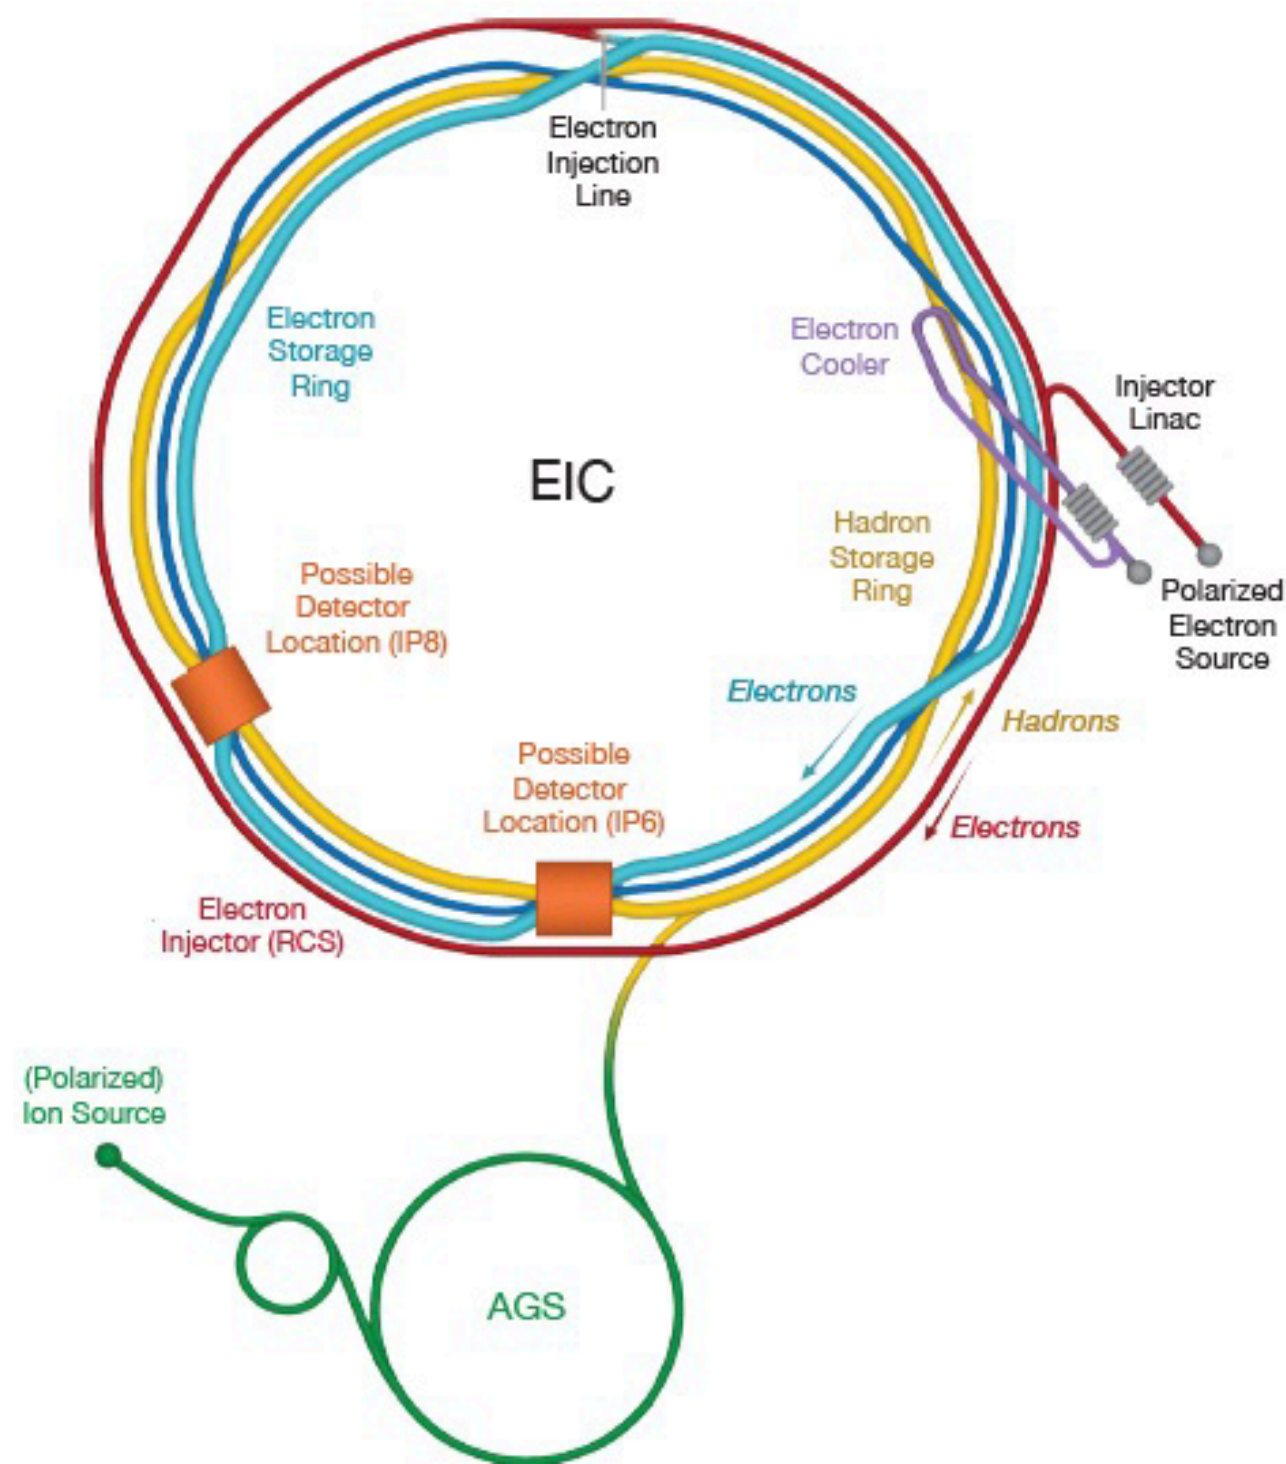 Electron
Injection
Line
Electron
Storage
Ring
Electron
Cooler
Injector
Linac
EIC
Hadron
Storage
Ring
Possible
Detector
Location (IP8)
Polarized
Electron
Source
Electrons
Hadrons
Possible
Detector
Location (IP6)
Electrons
Electron
Injector (RCS)
(Polarized)
Ion Source
AGS